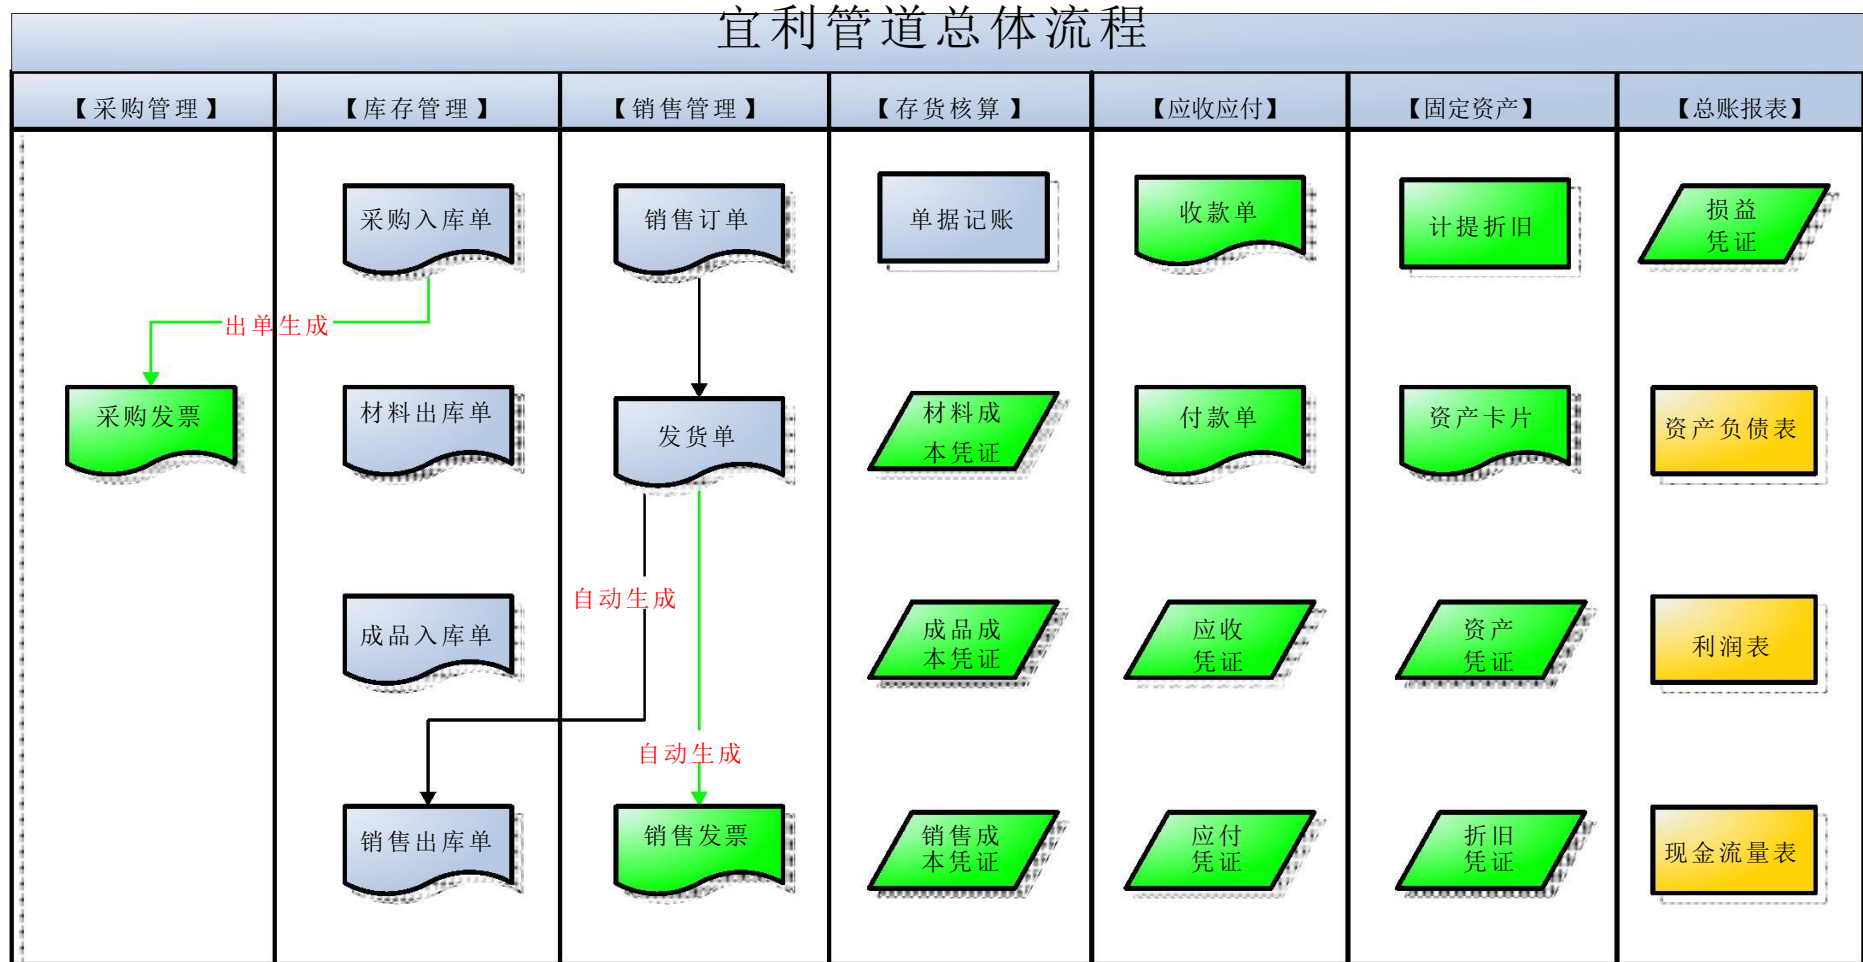 宜利管道总体流程
【采购管理】
【库存管理】
【销售管理】
【存货核算】
【应收应付】
【固定资产】
【总账报表】
采购入库单
销售订单
单据记账
收款单
计提折旧
损益
凭证
出单生成
采购发票
材料出库单
发货单
材料成
本凭证
付款单
资产卡片
资产负债表
自动生成
成品入库单
成品成
本凭证
应收
凭证
资产
凭证
利润表
自动生成
销售出库单
销售发票
销售成
本凭证
应付
凭证
折旧
凭证
现金流量表